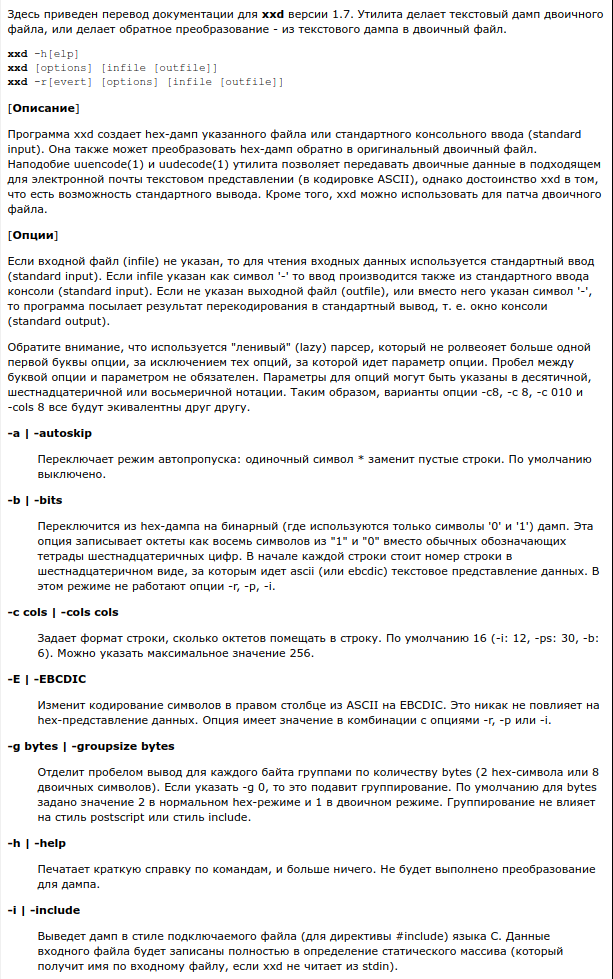 Здесь приведен перевод документации для xxd версии 1.7. Утилита делает текстовый дамп двоичного
файла, или делает обратное преобразование - из текстового дампа в двоичный файл.
xxd -h[elp]
xxd [options] [infile [outfile]]
xxd -r[evert] [options] [infile [outfile]]
[Описание]
Программа xxd создает hex-дамп указанного файла или стандартного консольного ввода (standard
input). Она также может преобразовать hex-дамп обратно в оригинальный двоичный файл.
Наподобие uuencode(1) и uudecode(1) утилита позволяет передавать двоичные данные в подходящем
для электронной почты текстовом представлении (в кодировке ASCII), однако достоинство xxd в том,
что есть возможность стандартного вывода. Кроме того, xxd можно использовать для патча двоичного
файла.
[Опции]
Если входной файл (infile) не указан, то для чтения входных данных используется стандартный ввод
(standard input). Если infile указан как символ '-' то ввод производится также из стандартного ввода
консоли (standard input). Если не указан выходной файл (outfile), или вместо него указан символ '-',
то программа посылает результат перекодирования в стандартный вывод, т. е. окно консоли
(standard output).
Обратите внимание, что используется "ленивый" (lazy) парсер, который не ролвеояет больше одной
первой буквы опции, за исключением тех опций, за которой идет параметр опции. Пробел между
буквой опции и параметром не обязателен. Параметры для опций могут быть указаны в десятичной,
шестнадцатеричной или восьмеричной нотации. Таким образом, варианты опции -c8, -c 8, -c 010 и
-cols 8 все будут экивалентны друг другу.
-a | -autoskip
Переключает режим автопропуска: одиночный символ * заменит пустые строки. По умолчанию
выключено.
-b | -bits
Переключится из hex-дампа на бинарный (где используются только символы '0' и '1') дамп. Эта
опция записывает октеты как восемь символов из "1" и "0" вместо обычных обозначающих
тетрады шестнадцатеричных цифр. В начале каждой строки стоит номер строки в
шестнадцатеричном виде, за которым идет ascii (или ebcdic) текстовое представление данных. В
этом режиме не работают опции -r, -p, -i.
-c cols | -cols cols
Задает формат строки, сколько октетов помещать в строку. По умолчанию 16 (-i: 12, -ps: 30, -b:
6). Можно указать максимальное значение 256.
-E | -EBCDIC
Изменит кодирование символов в правом столбце из ASCII на EBCDIC. Это никак не повлияет на
hex-представление данных. Опция имеет значение в комбинации с опциями -r, -p или -i.
-g bytes | -groupsize bytes
Отделит пробелом вывод для каждого байта группами по количеству bytes (2 hex-символа или 8
двоичных символов). Если указать -g 0, то это подавит группирование. По умолчанию для bytes
задано значение 2 в нормальном hex-режиме и 1 в двоичном режиме. Группирование не влияет
на стиль postscript или стиль include.
-h | -help
Печатает краткую справку по командам, и больше ничего. Не будет выполнено преобразование
для дампа.
-i | -include
Выведет дамп в стиле подключаемого файла (для директивы #include) языка C. Данные
входного файла будет записаны полностью в определение статического массива (который
получит имя по входному файлу, если xxd не читает из stdin).